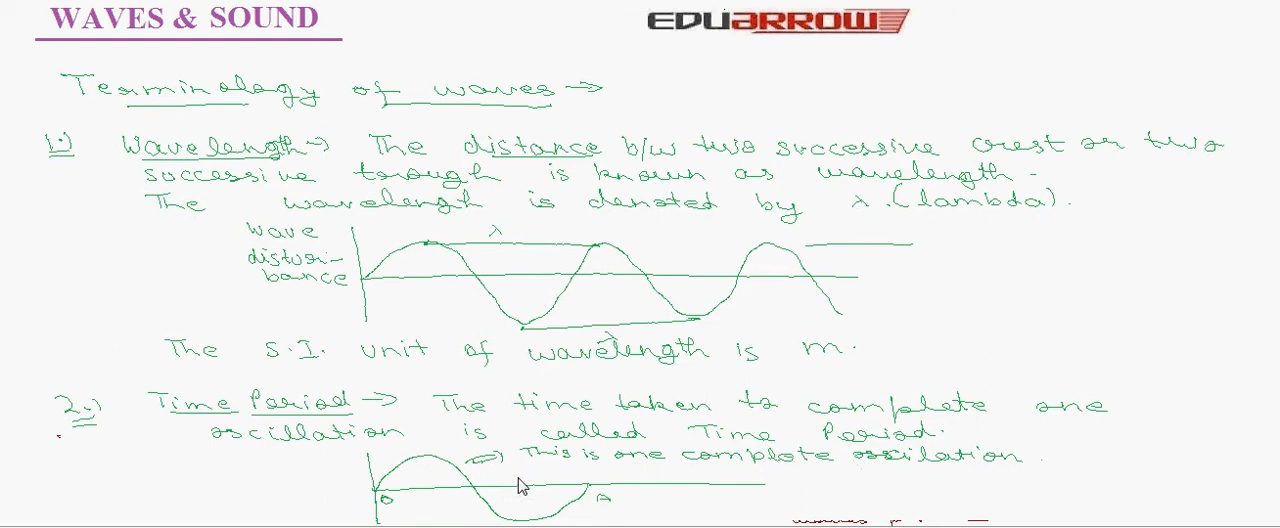 WAVES & SOUND
EDUARROW
Terminology of waves →
1.) Wavelength → The distance b/w two successive crest or two
successive trough is known as wavelength.
The wavelength is denoted by λ. (lambda).
wave
λ
distur-
bance
λ
The S.I. unit of wavelength is m.
2.) Time Period → The time taken to complete one
oscillation is called Time Period.
→ This is one complete oscillation.
O A